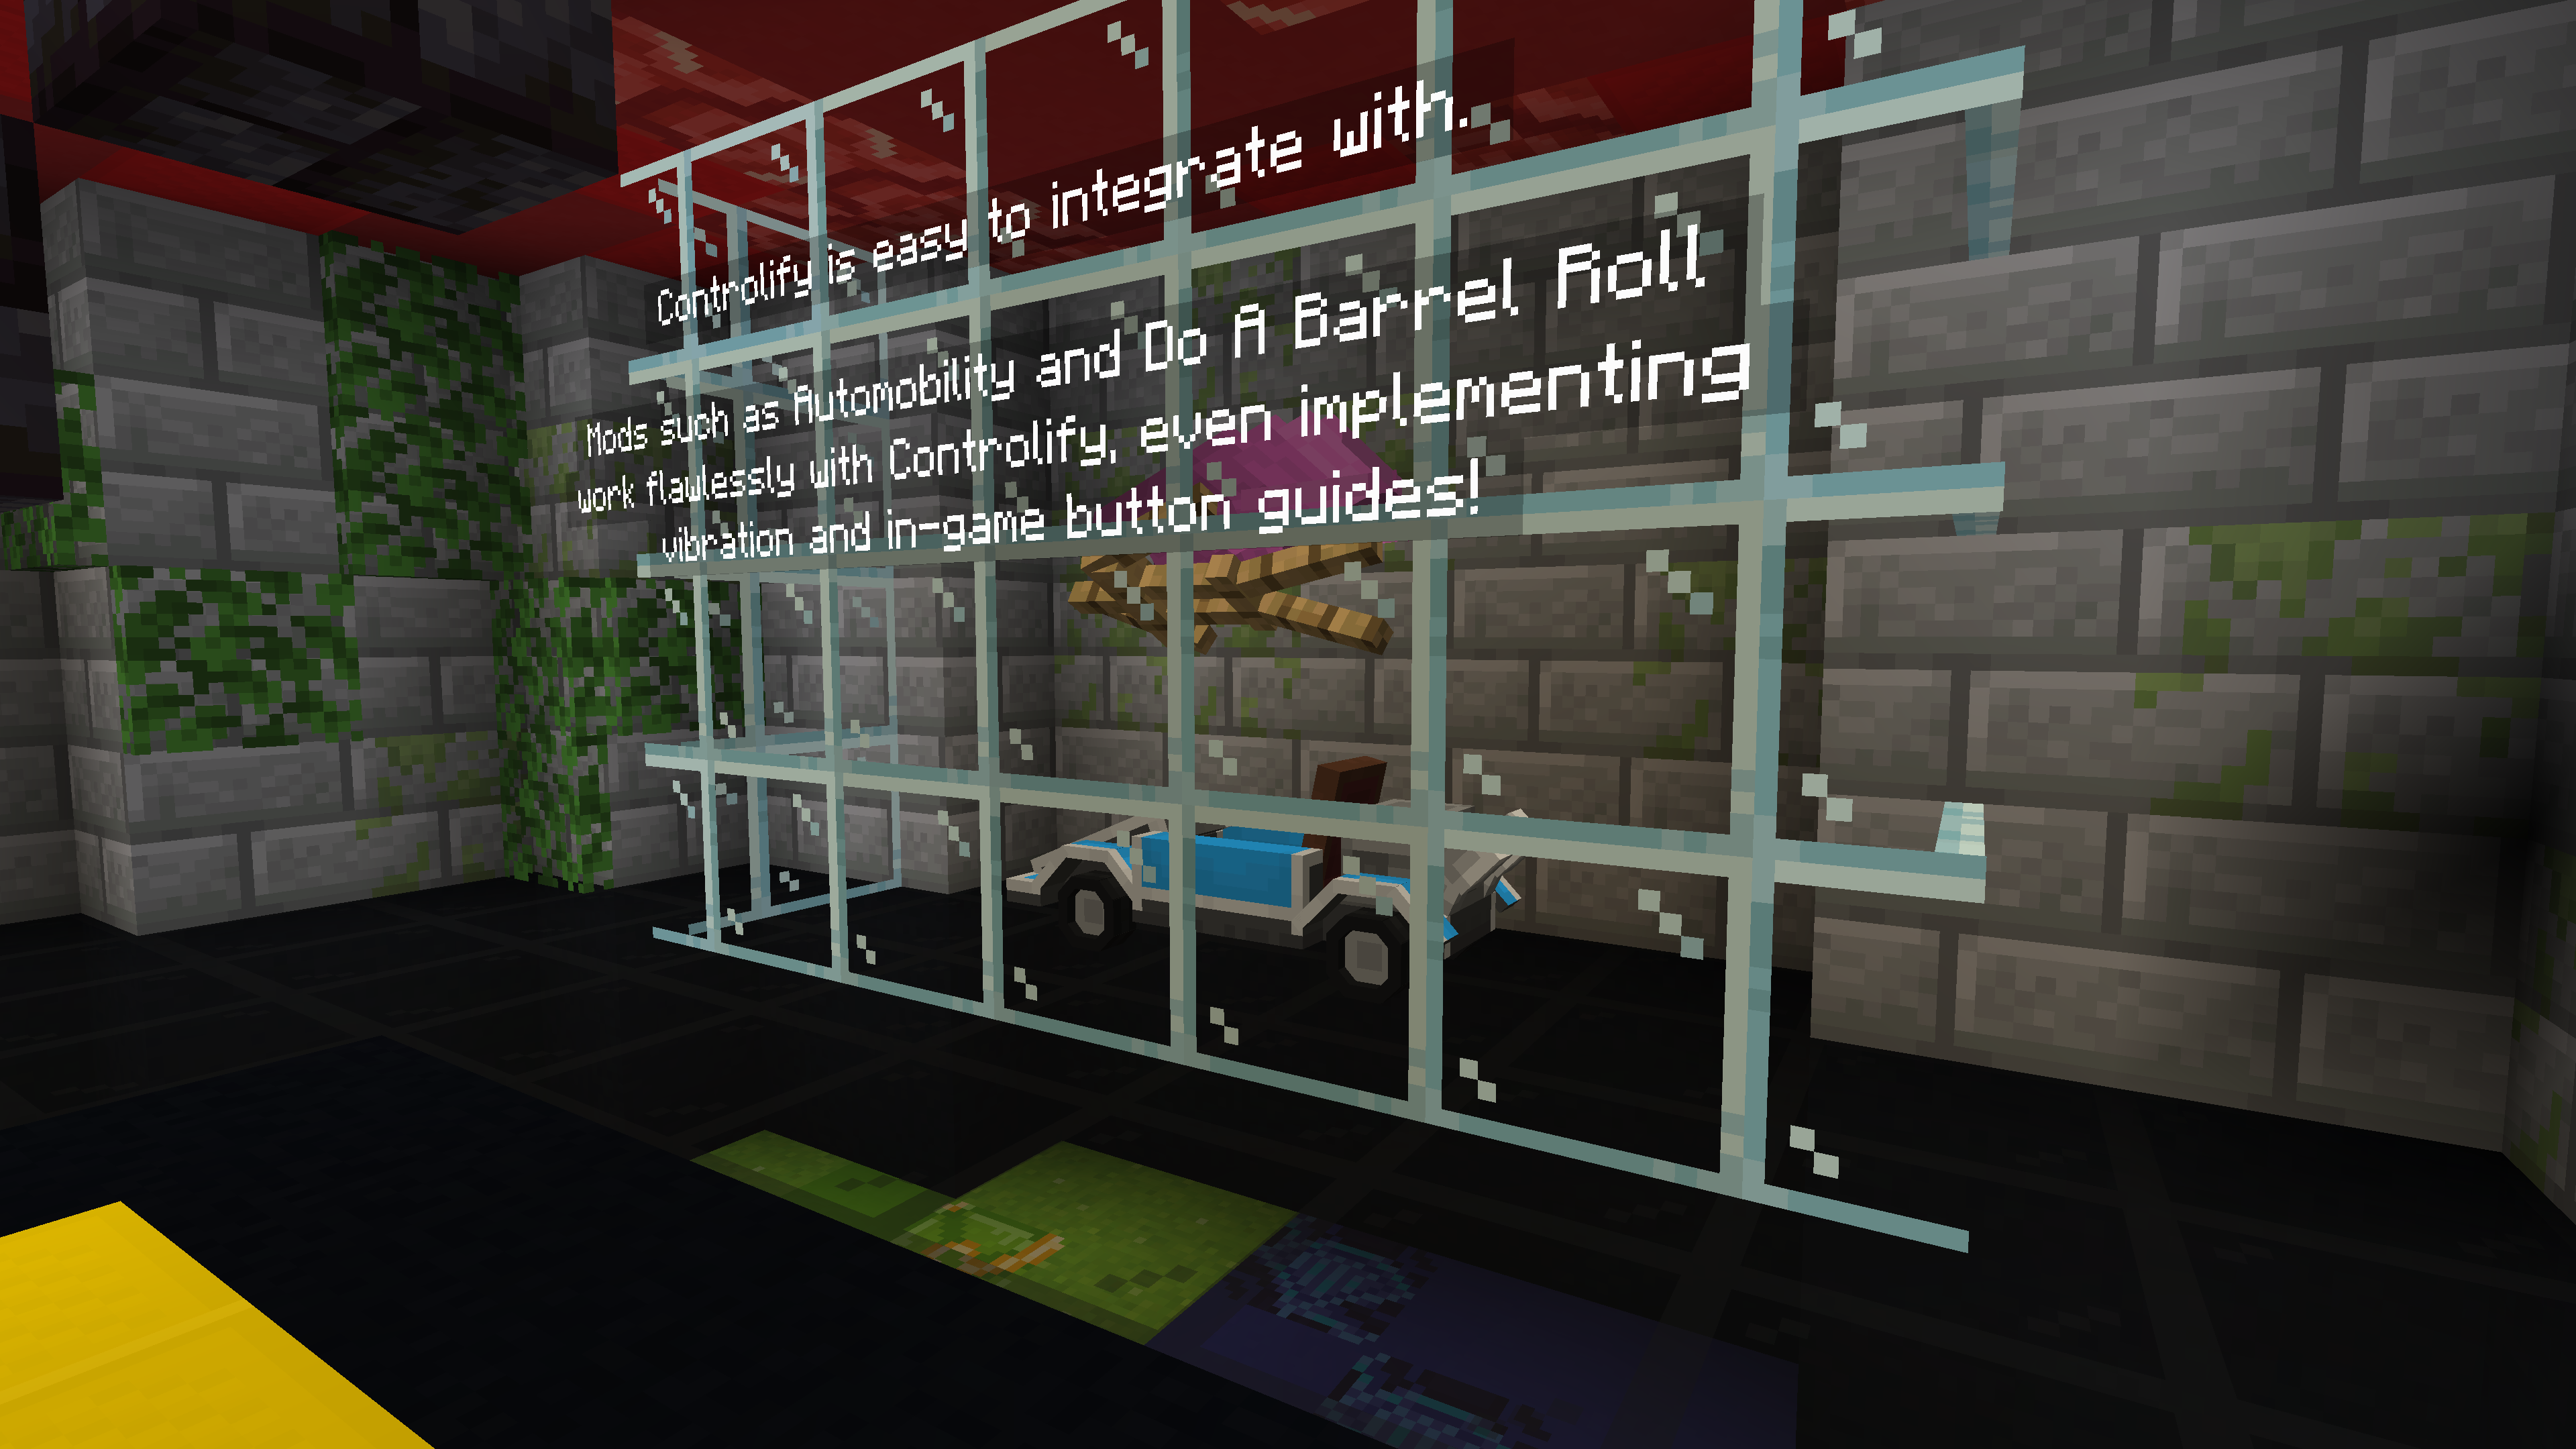 Controlify is easy to integrate with.
Mods such as Automobility and Do A Barrel Roll
work flawlessly with Controlify, even implementing
vibration and in-game button guides!